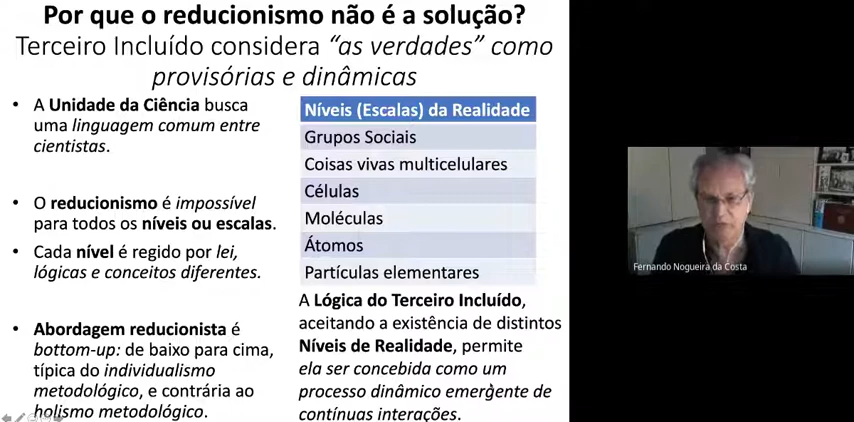 Por que o reducionismo não é a solução?
Terceiro Incluído considera “as verdades” como
provisórias e dinâmicas
• A Unidade da Ciência busca
uma linguagem comum entre
cientistas.
• O reducionismo é impossível
para todos os níveis ou escalas.
• Cada nível é regido por lei,
lógicas e conceitos diferentes.
• Abordagem reducionista é
bottom-up: de baixo para cima,
típica do individualismo
metodológico, e contrária ao
holismo metodológico.
Níveis (Escalas) da Realidade
Grupos Sociais
Coisas vivas multicelulares
Células
Moléculas
Átomos
Partículas elementares
A Lógica do Terceiro Incluído,
aceitando a existência de distintos
Níveis de Realidade, permite
ela ser concebida como um
processo dinâmico emergente de
contínuas interações.
Fernando Nogueira da Costa